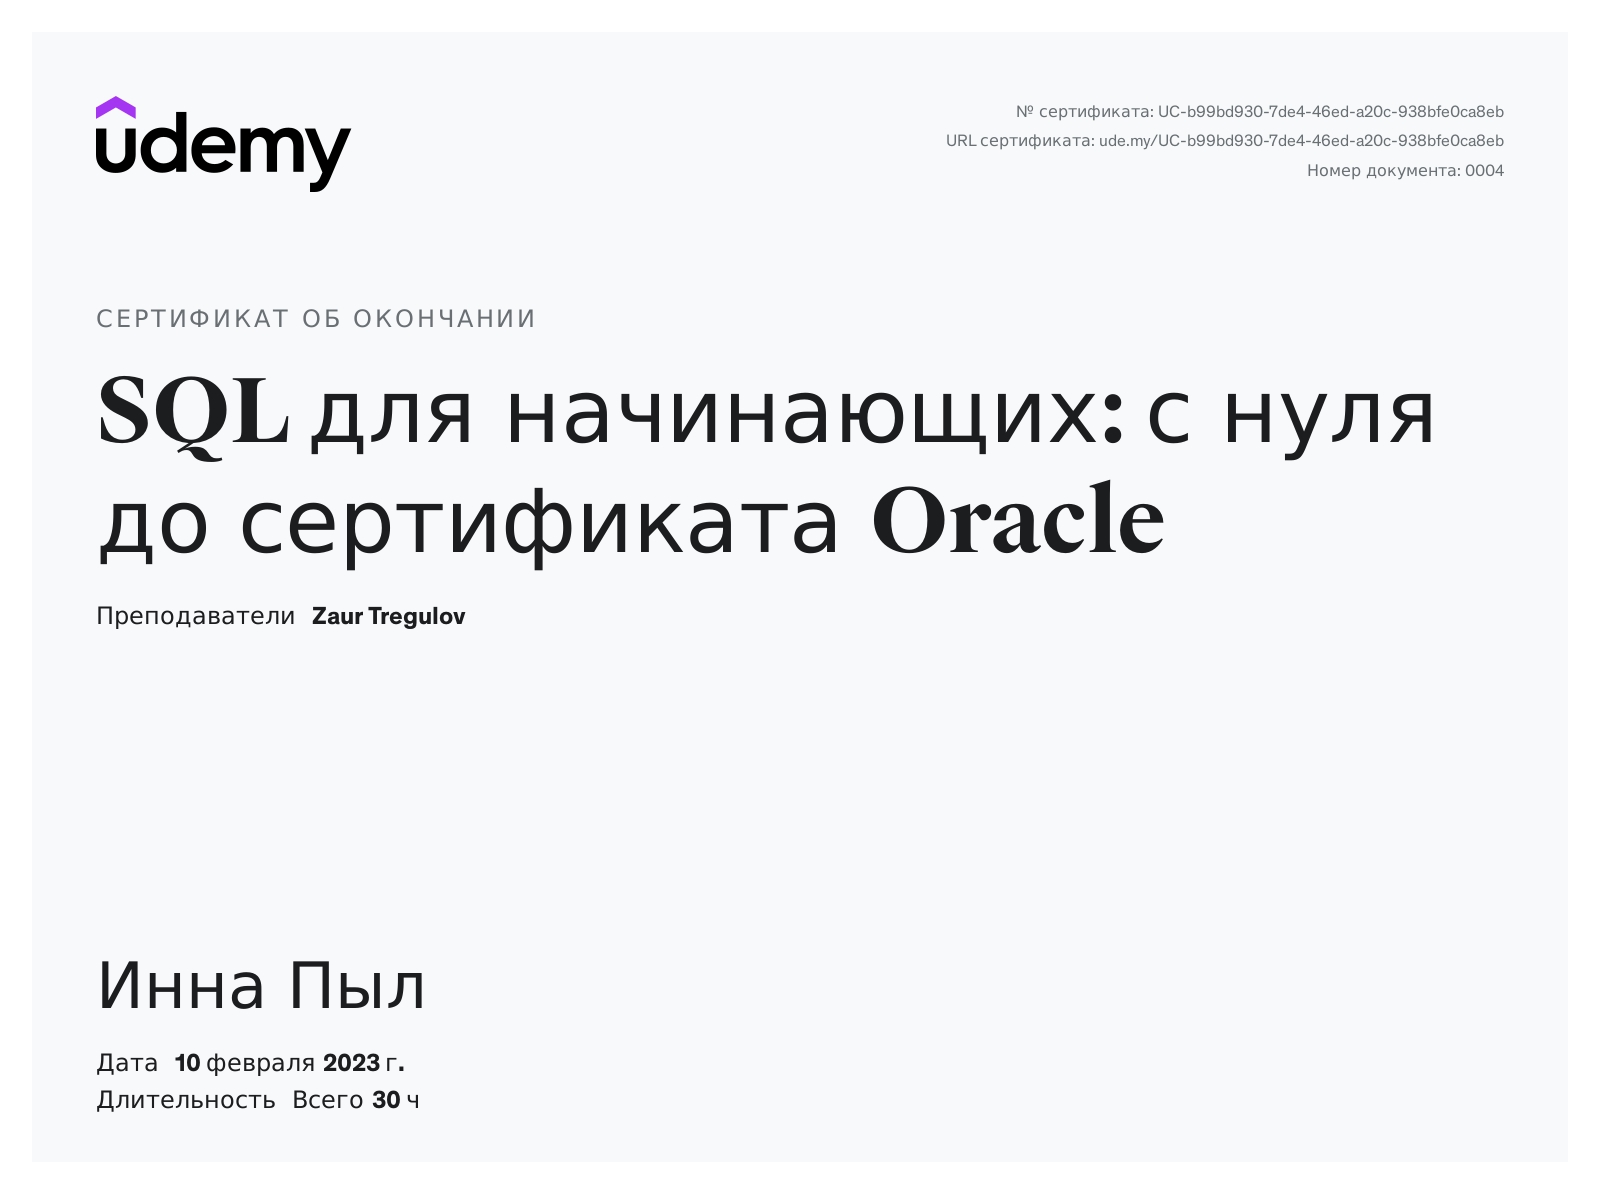 udemy
№ сертификата: UC-b99bd930-7de4-46ed-a20c-938bfe0ca8eb
URL сертификата: ude.my/UC-b99bd930-7de4-46ed-a20c-938bfe0ca8eb
Номер документа: 0004
СЕРТИФИКАТ ОБ ОКОНЧАНИИ
SQL для начинающих: с нуля
до сертификата Oracle
Преподаватели Zaur Tregulov
Инна Пыл
Дата 10 февраля 2023 г.
Длительность Всего 30 ч